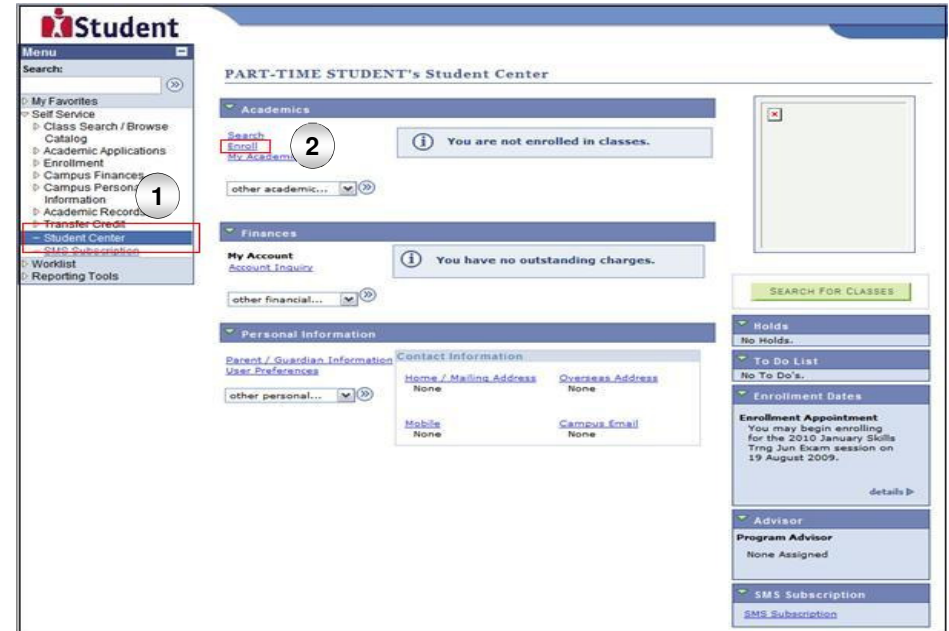 iStudent
Menu
Search:
My Favorites
Self Service
Class Search / Browse
Catalog
Academic Applications
Enrollment
Campus Finances
Campus Persona
Information
Academic Records
Transfer Credit
Student Center
SMS Subscription
Worklist
Reporting Tools
1
PART-TIME STUDENT's Student Center
Academics
Search
Enroll
My Academ
2
You are not enrolled in classes.
other academic...
Finances
My Account
Account Inquiry
You have no outstanding charges.
other financial...
Personal Information
Parent / Guardian Information
User Preferences
other personal...
Contact Information
Home / Mailing Address
None
Overseas Address
None
Mobile
None
Campus Email
None
SEARCH FOR CLASSES
Holds
No Holds.
To Do List
No To Do's.
Enrollment Dates
Enrollment Appointment
You may begin enrolling
for the 2010 January Skills
Trng Jun Exam session on
19 August 2009.
details
Advisor
Program Advisor
None Assigned
SMS Subscription
SMS Subscription